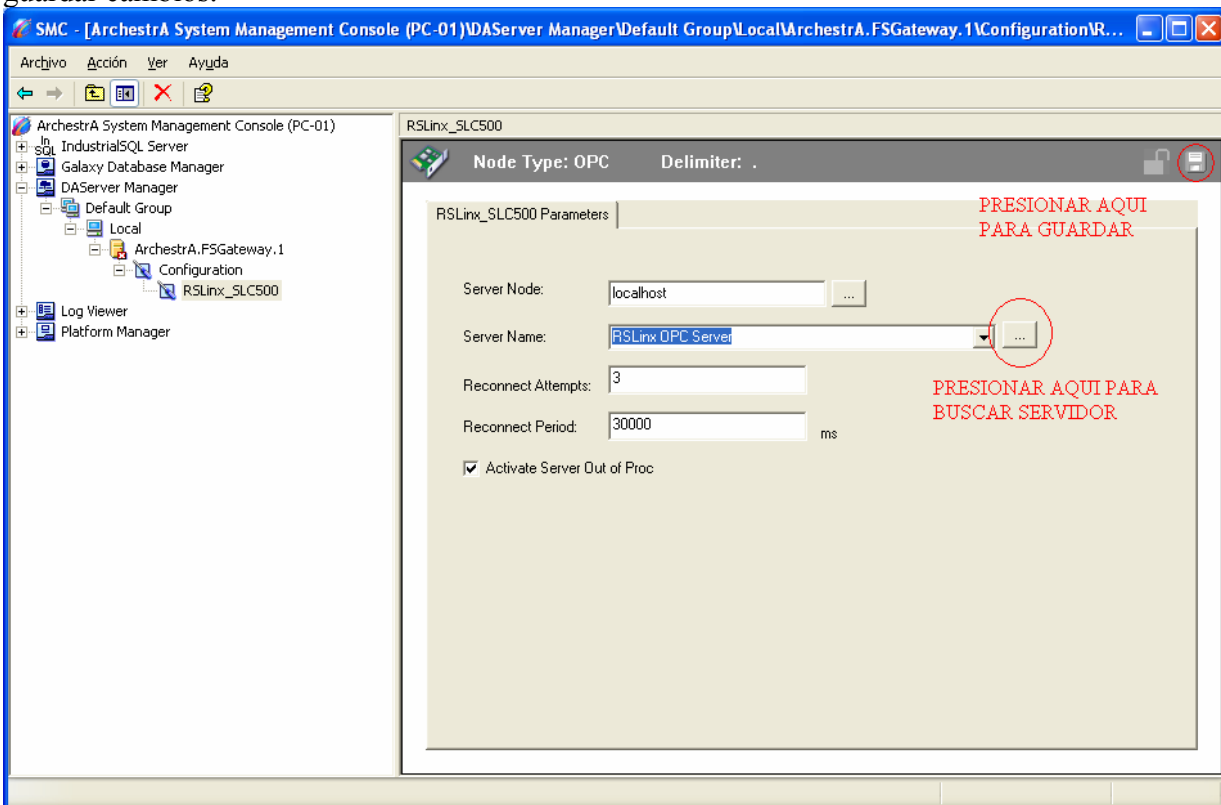 guardar cambios.
SMC - [ArchestrA System Management Console (PC-01)\DAServer Manager\Default Group\Local\ArchestrA.FSGateway.1\Configuration\R...
Archivo Acción Ver Ayuda
ArchestrA System Management Console (PC-01)
In SQL IndustrialSQL Server
Galaxy Database Manager
DAServer Manager
Default Group
Local
ArchestrA.FSGateway.1
Configuration
RSLinx_SLC500
Log Viewer
Platform Manager
RSLinx_SLC500
Node Type: OPC Delimiter: .
RSLinx_SLC500 Parameters
PRESIONAR AQUI
PARA GUARDAR
Server Node: localhost ...
Server Name: RSLinx OPC Server ...
Reconnect Attempts: 3
PRESIONAR AQUI PARA
BUSCAR SERVIDOR
Reconnect Period: 30000 ms
Activate Server Out of Proc